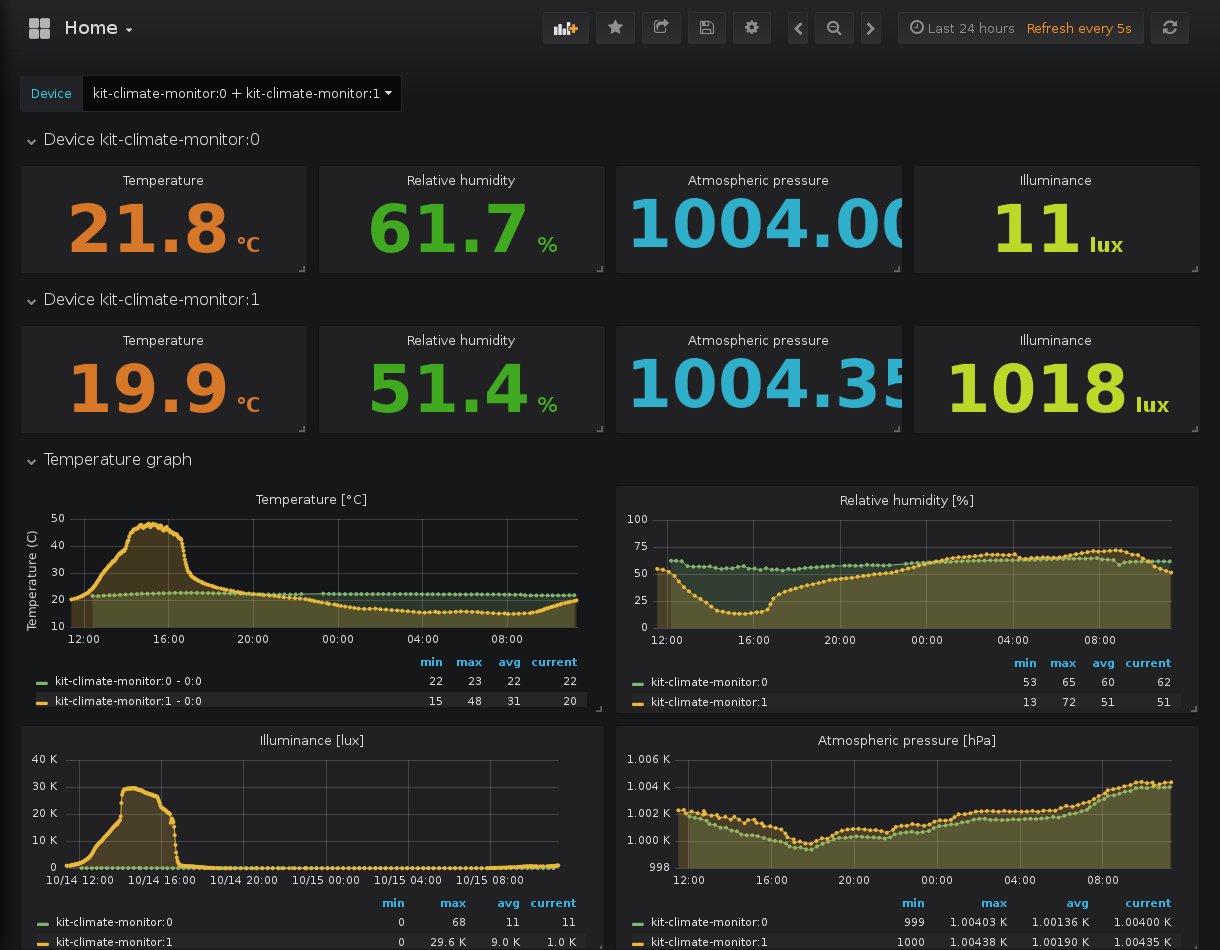 Home
Last 24 hours Refresh every 5s
Device kit-climate-monitor:0 + kit-climate-monitor:1
Device kit-climate-monitor:0
Temperature Relative humidity Atmospheric pressure Illuminance
21.8 °C 61.7 % 1004.00 11 lux
Device kit-climate-monitor:1
Temperature Relative humidity Atmospheric pressure Illuminance
19.9 °C 51.4 % 1004.35 1018 lux
Temperature graph
Temperature [°C]
Temperature (C)
50
40
30
20
10
12:00 16:00 20:00 00:00 04:00 08:00
min max avg current
kit-climate-monitor:0 - 0:0 22 23 22 22
kit-climate-monitor:1 - 0:0 15 48 31 20
Relative humidity [%]
100
75
50
25
0
12:00 16:00 20:00 00:00 04:00 08:00
min max avg current
kit-climate-monitor:0 53 65 60 62
kit-climate-monitor:1 13 72 51 51
Illuminance [lux]
40 K
30 K
20 K
10 K
0
10/14 12:00 10/14 16:00 10/14 20:00 10/15 00:00 10/15 04:00 10/15 08:00
min max avg current
kit-climate-monitor:0 0 68 11 11
kit-climate-monitor:1 0 29.6 K 9.0 K 1.0 K
Atmospheric pressure [hPa]
1.006 K
1.004 K
1.002 K
1.000 K
998
12:00 16:00 20:00 00:00 04:00 08:00
min max avg current
kit-climate-monitor:0 999 1.00403 K 1.00136 K 1.00400 K
kit-climate-monitor:1 1000 1.00438 K 1.00190 K 1.00435 K